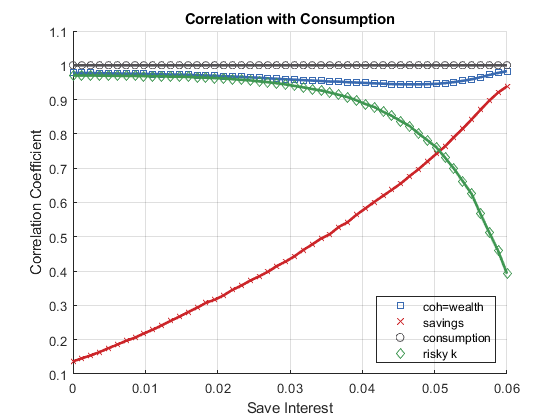 Correlation with Consumption
1.1
1
0.9
0.8
0.7
0.6
0.5
0.4
0.3
0.2
0.1
Correlation Coefficient
coh=wealth
savings
consumption
risky k
0
0.01
0.02
0.03
0.04
0.05
0.06
Save Interest